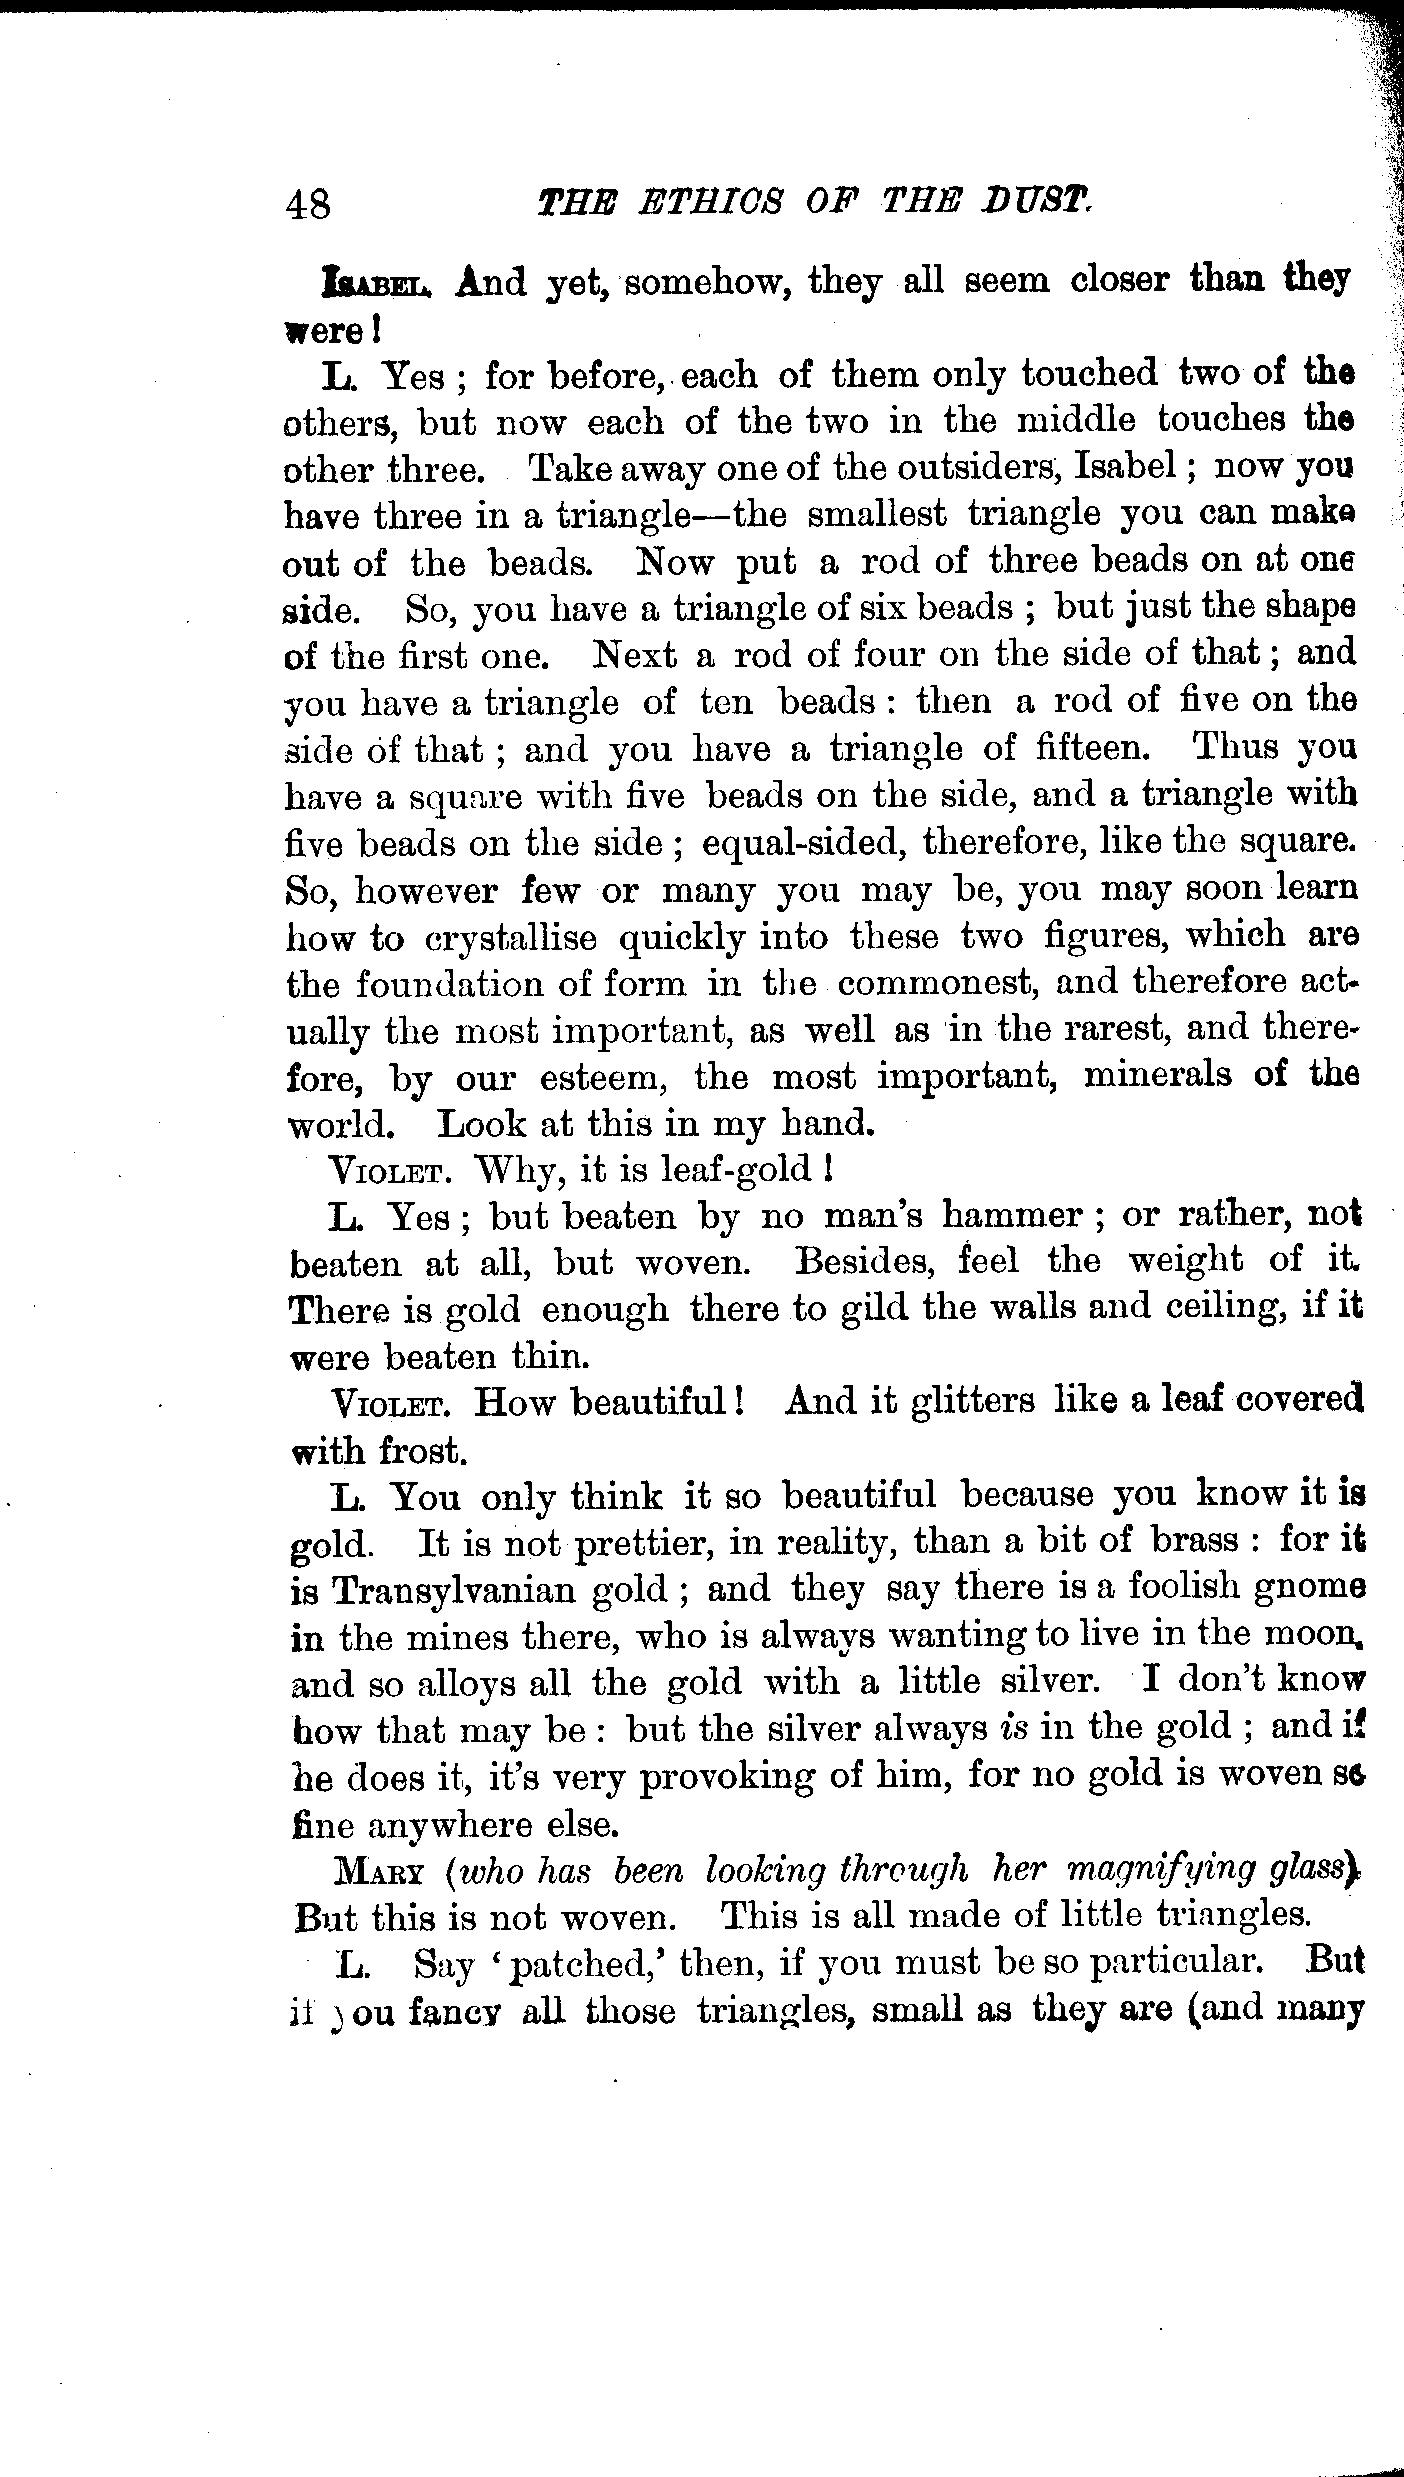 48 THE ETHICS OF THE DUST.
ISABEL. And yet, somehow, they all seem closer than they
were!
L. Yes; for before, each of them only touched two of the
others, but now each of the two in the middle touches the
other three. Take away one of the outsiders, Isabel; now you
have three in a triangle—the smallest triangle you can make
out of the beads. Now put a rod of three beads on at one
side. So, you have a triangle of six beads; but just the shape
of the first one. Next a rod of four on the side of that; and
you have a triangle of ten beads: then a rod of five on the
side of that; and you have a triangle of fifteen. Thus you
have a square with five beads on the side, and a triangle with
five beads on the side; equal-sided, therefore, like the square.
So, however few or many you may be, you may soon learn
how to crystallise quickly into these two figures, which are
the foundation of form in the commonest, and therefore act-
ually the most important, as well as in the rarest, and there-
fore, by our esteem, the most important, minerals of the
world. Look at this in my hand.
VIOLET. Why, it is leaf-gold!
L. Yes; but beaten by no man's hammer; or rather, not
beaten at all, but woven. Besides, feel the weight of it.
There is gold enough there to gild the walls and ceiling, if it
were beaten thin.
VIOLET. How beautiful! And it glitters like a leaf covered
with frost.
L. You only think it so beautiful because you know it is
gold. It is not prettier, in reality, than a bit of brass: for it
is Transylvanian gold; and they say there is a foolish gnome
in the mines there, who is always wanting to live in the moon,
and so alloys all the gold with a little silver. I don't know
how that may be: but the silver always is in the gold; and if
he does it, it's very provoking of him, for no gold is woven so
fine anywhere else.
MARY (who has been looking through her magnifying glass).
But this is not woven. This is all made of little triangles.
L. Say 'patched,' then, if you must be so particular. But
if you fancy all those triangles, small as they are (and many